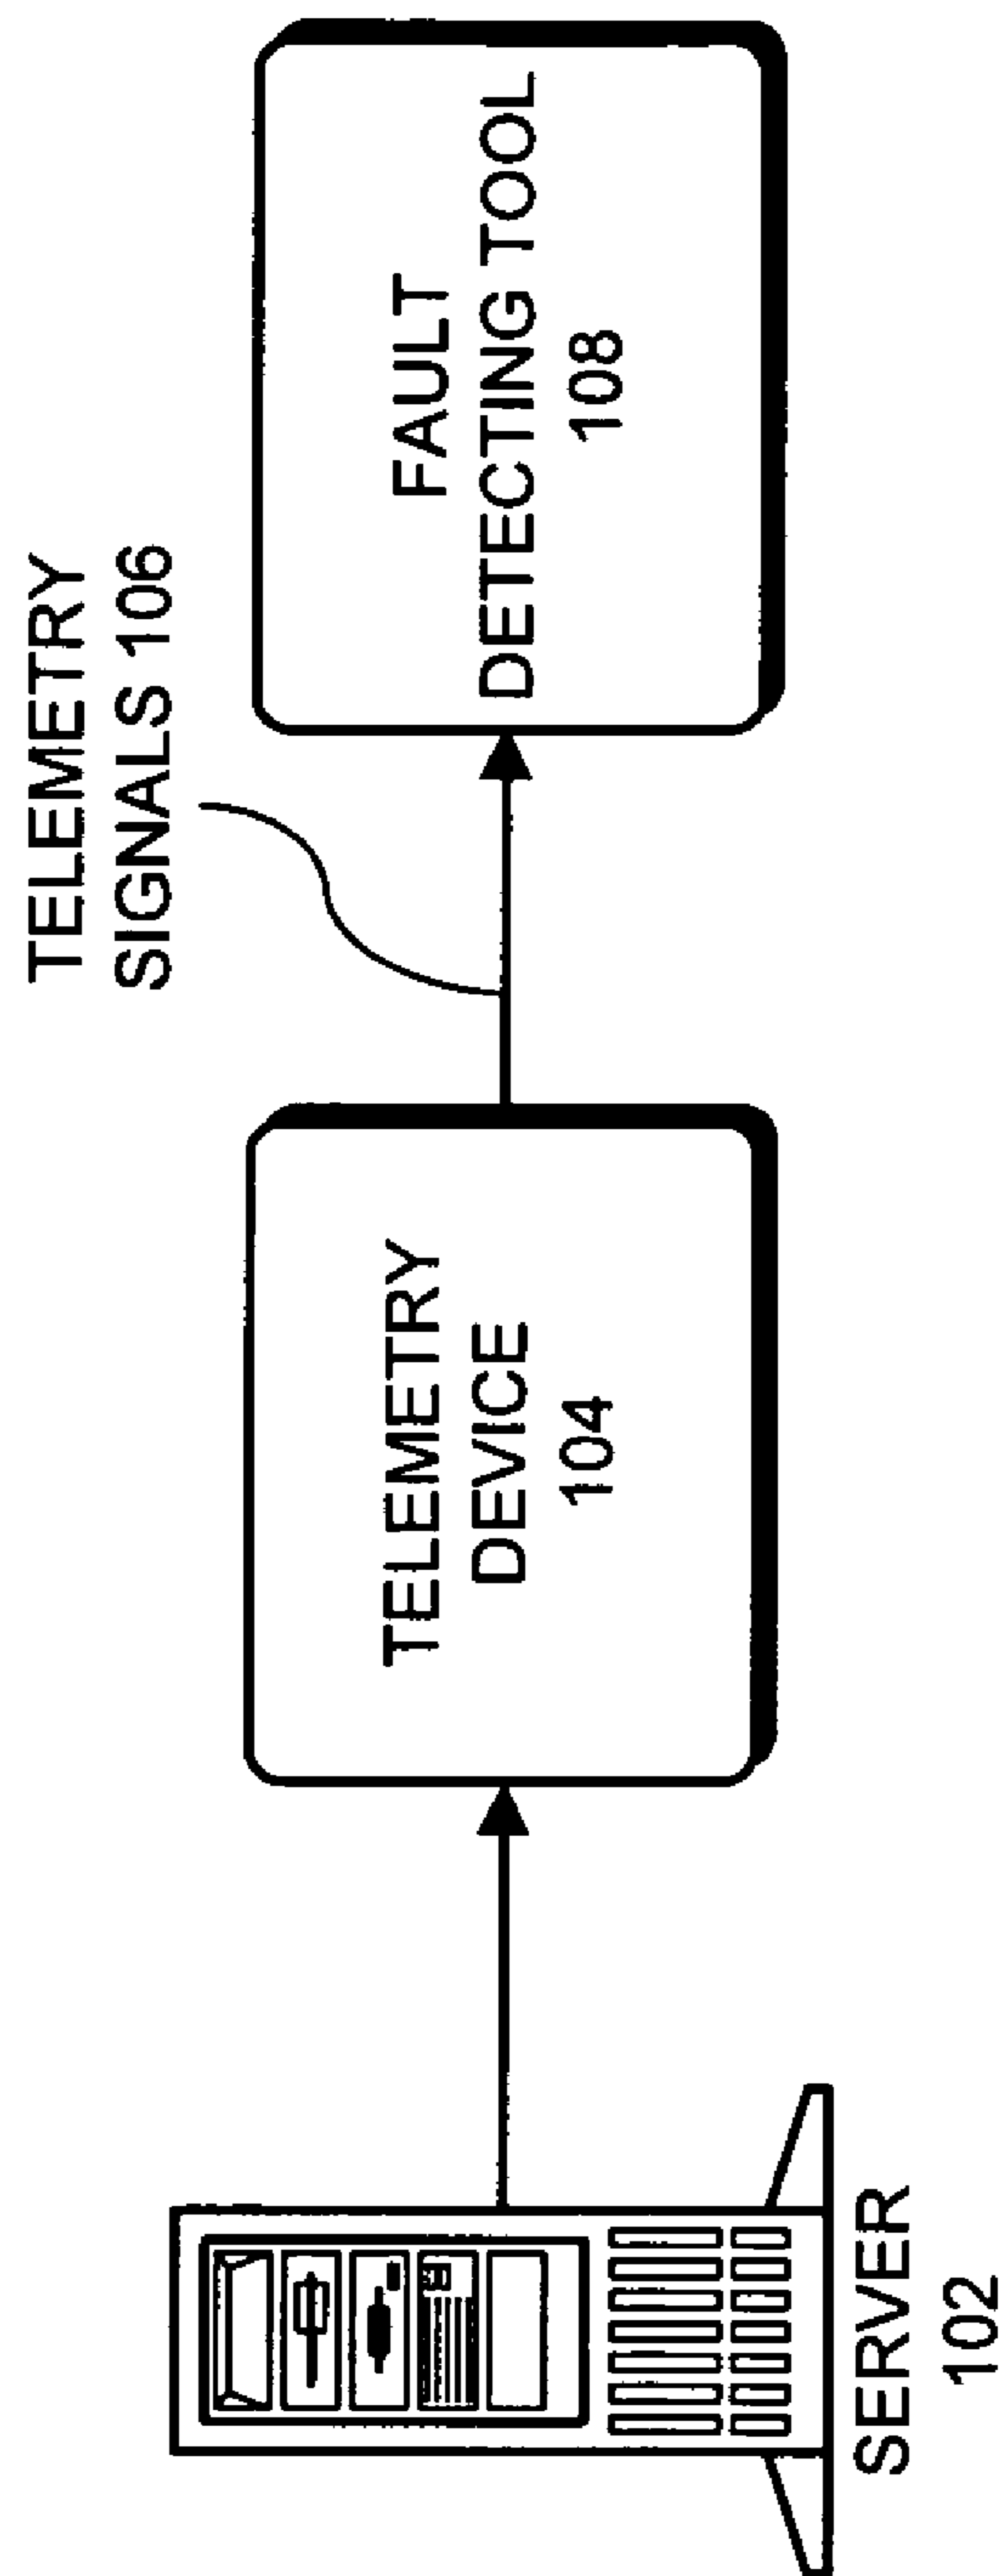 SERVER
102
TELEMETRY
DEVICE
104
TELEMETRY
SIGNALS 106
FAULT
DETECTING TOOL
108